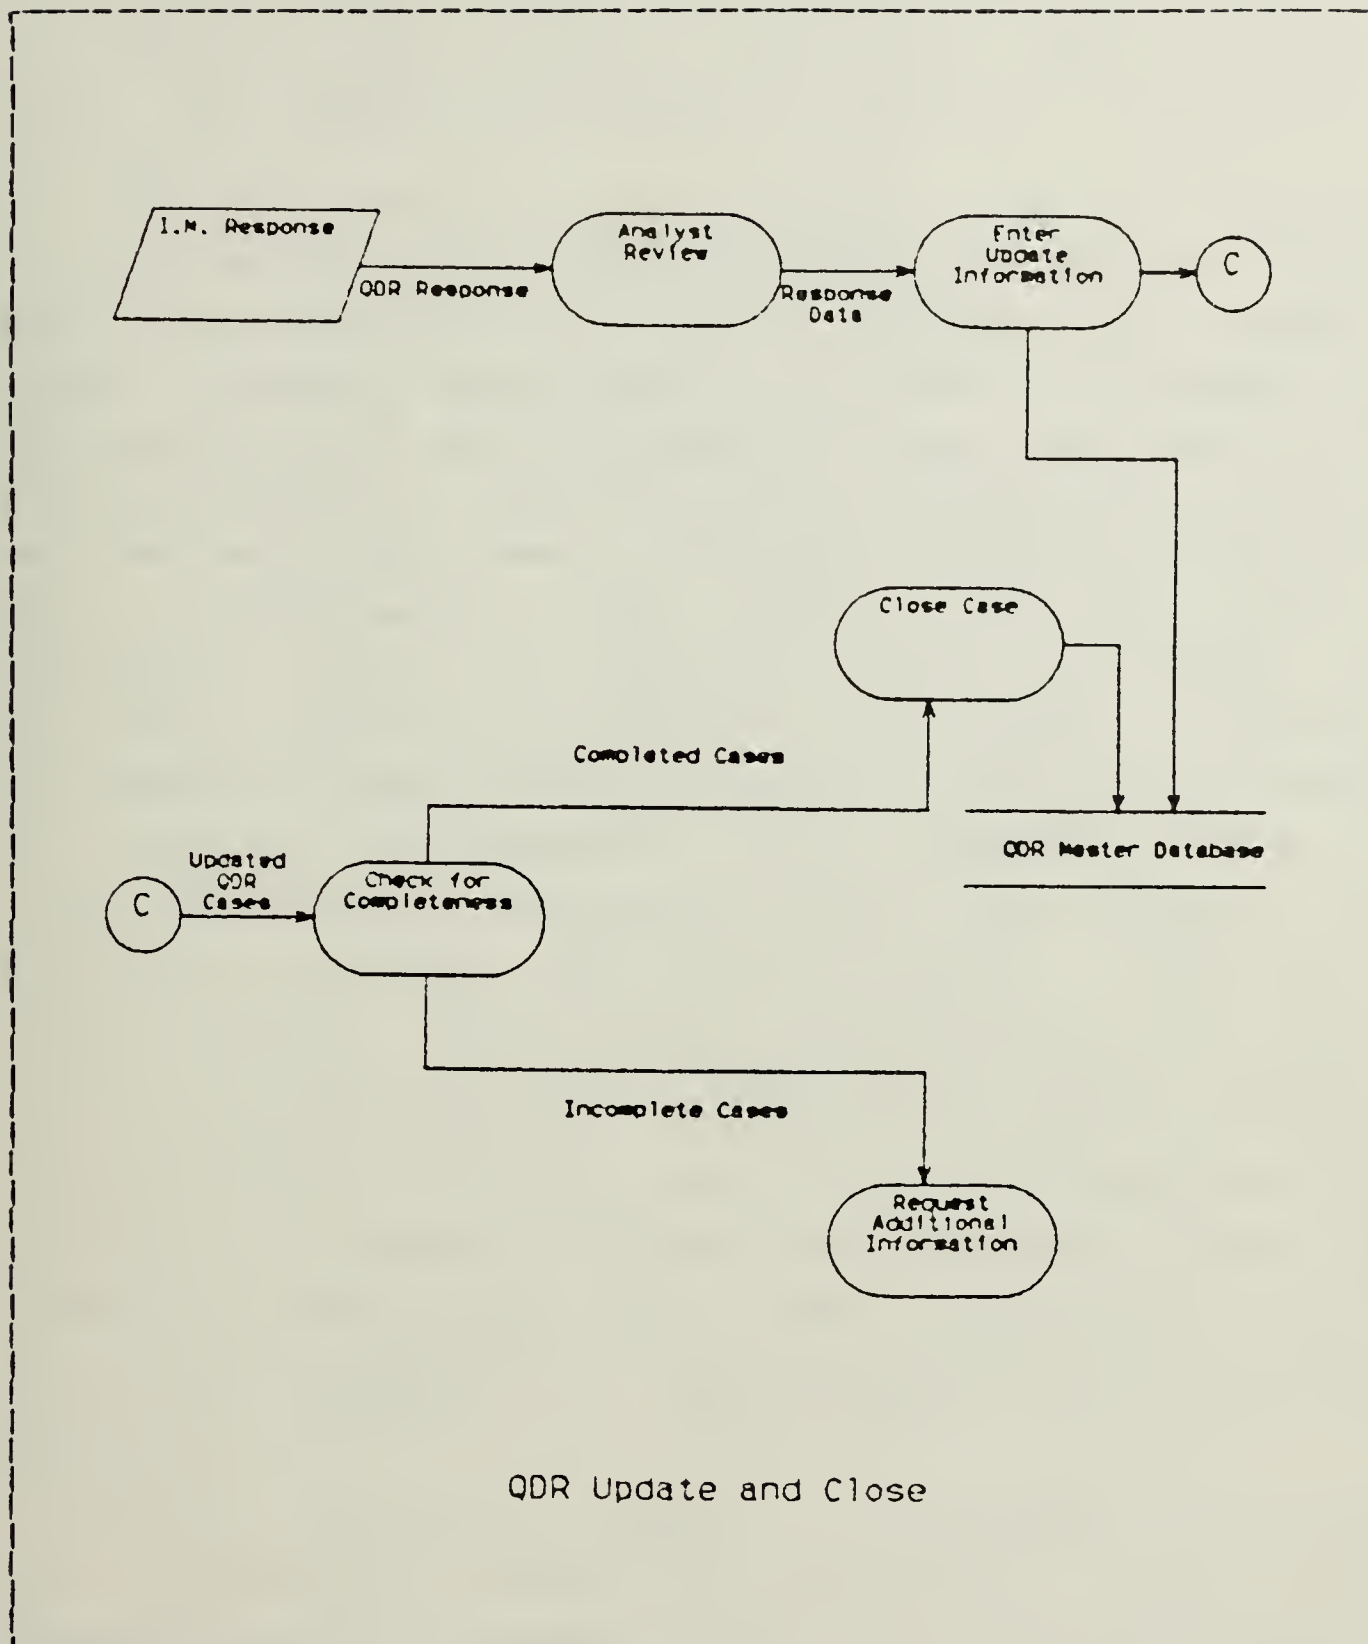 I.M. Response
QDR Response
Analyst
Review
Response
Data
Enter
Update
Information
C
Close Case
Completed Cases
QDR Master Database
C
Updated
QDR
Cases
Check for
Completeness
Incomplete Cases
Request
Additional
Information
QDR Update and Close